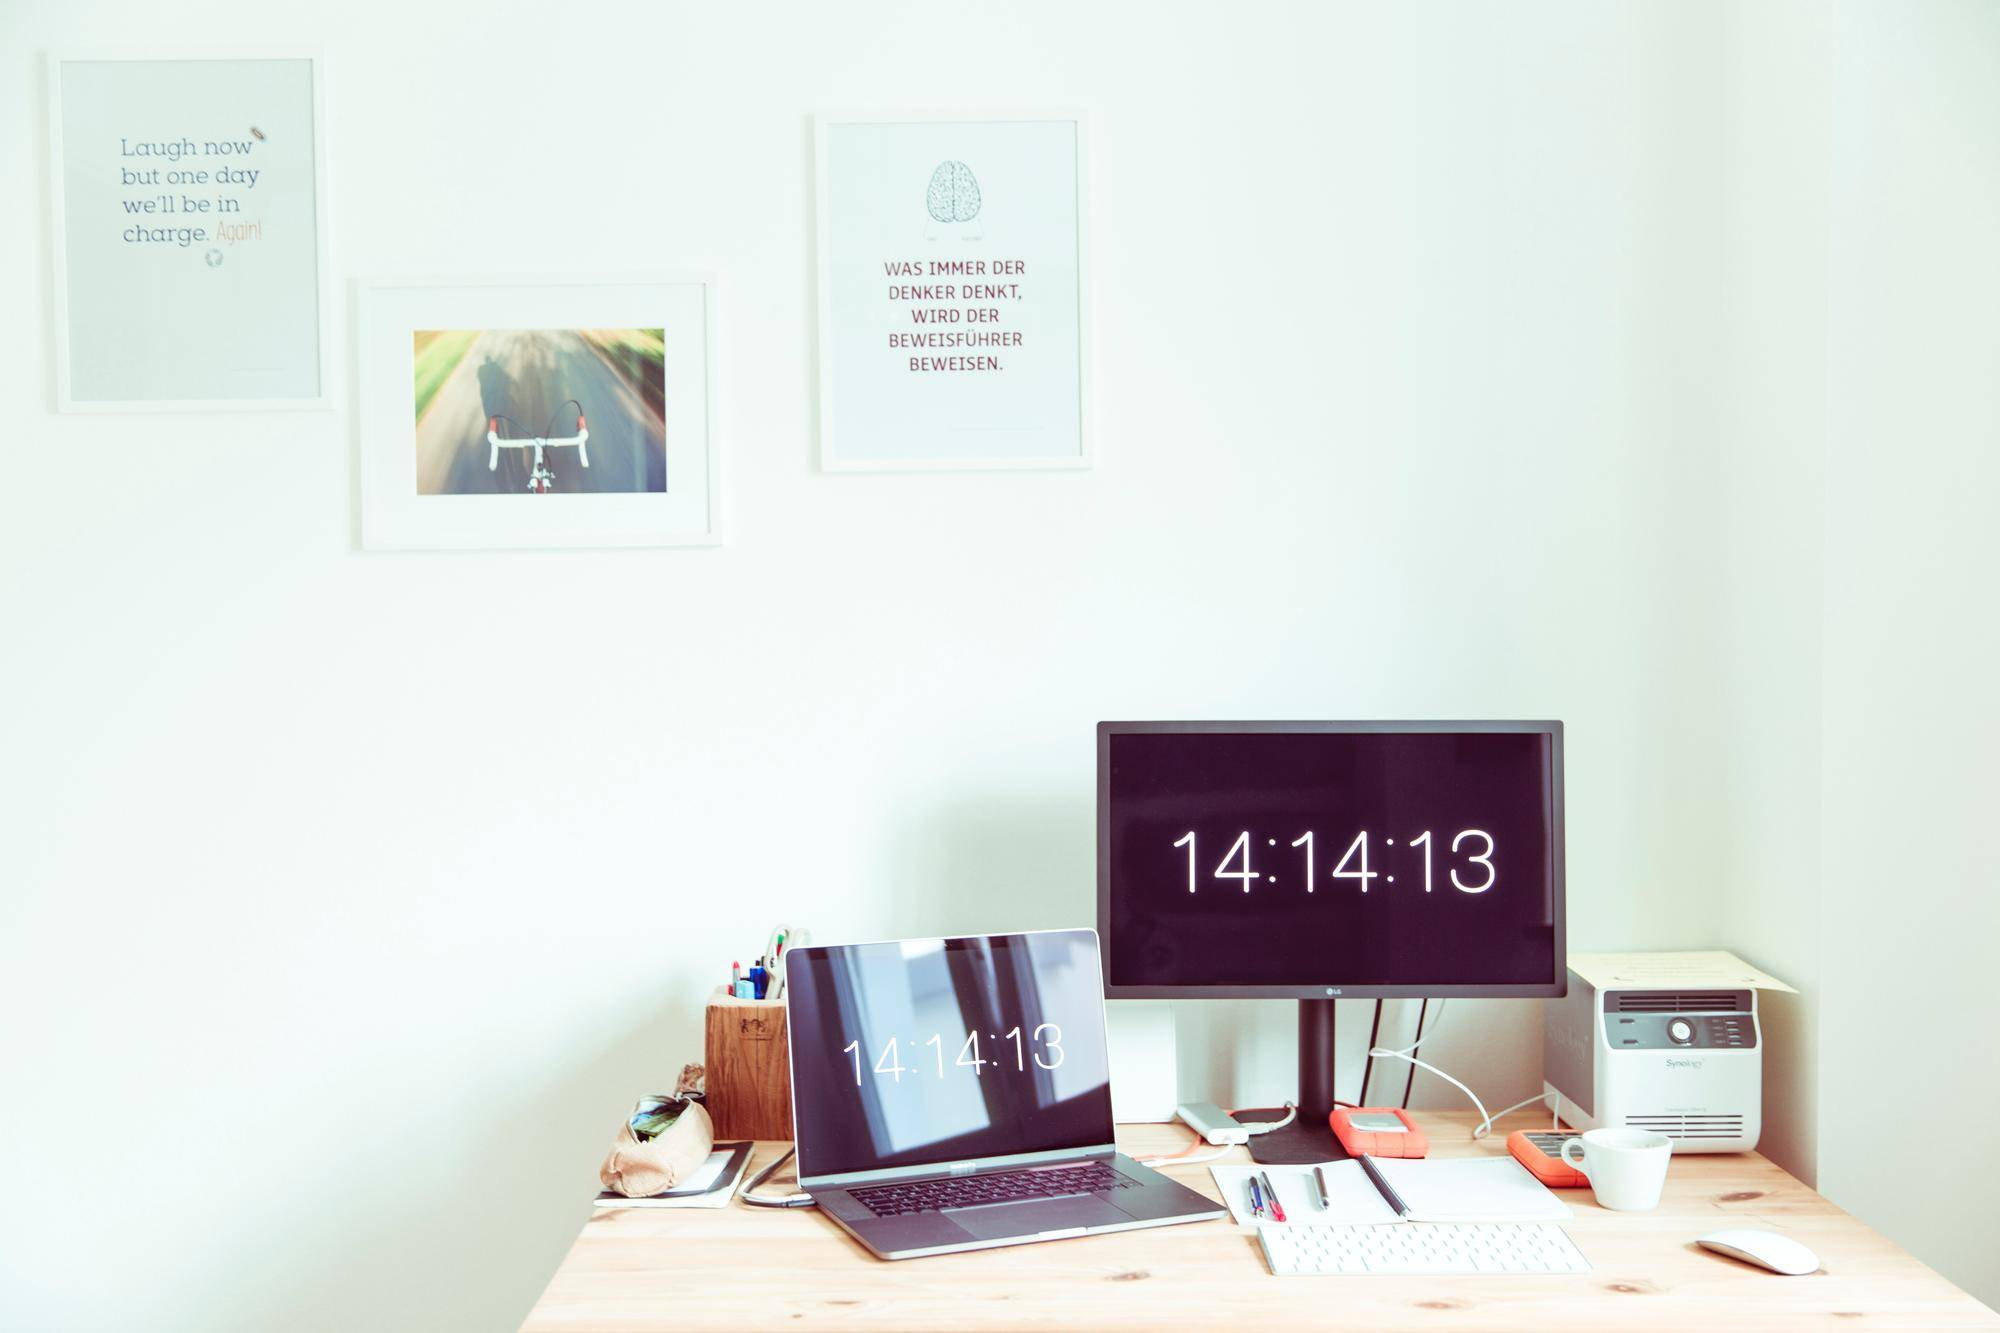 Laugh now
but one day
we'll be in
charge. Again!
WAS IMMER DER
DENKER DENKT,
WIRD DER
BEWEISFÜHRER
BEWEISEN.
14:14:13
LG
14:14:13
Synology